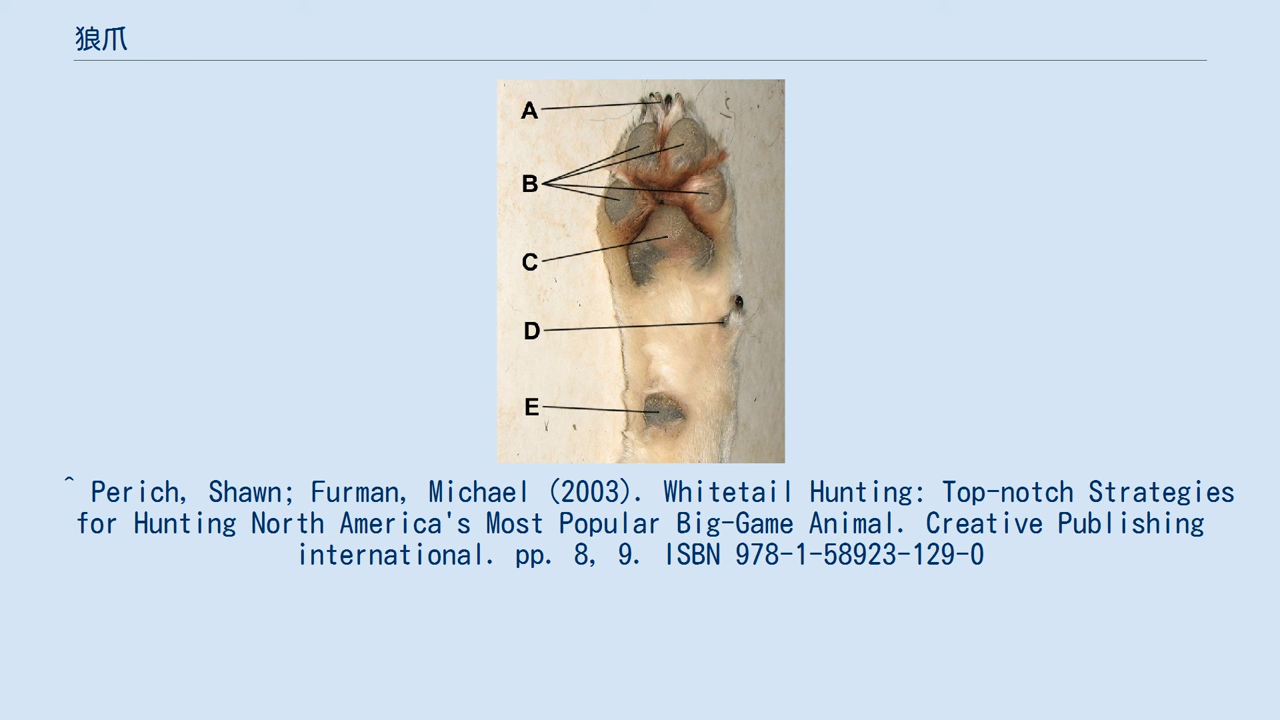 狼爪
A
B
C
D
E
^ Perich, Shawn; Furman, Michael (2003). Whitetail Hunting: Top-notch Strategies
for Hunting North America's Most Popular Big-Game Animal. Creative Publishing
international. pp. 8, 9. ISBN 978-1-58923-129-0